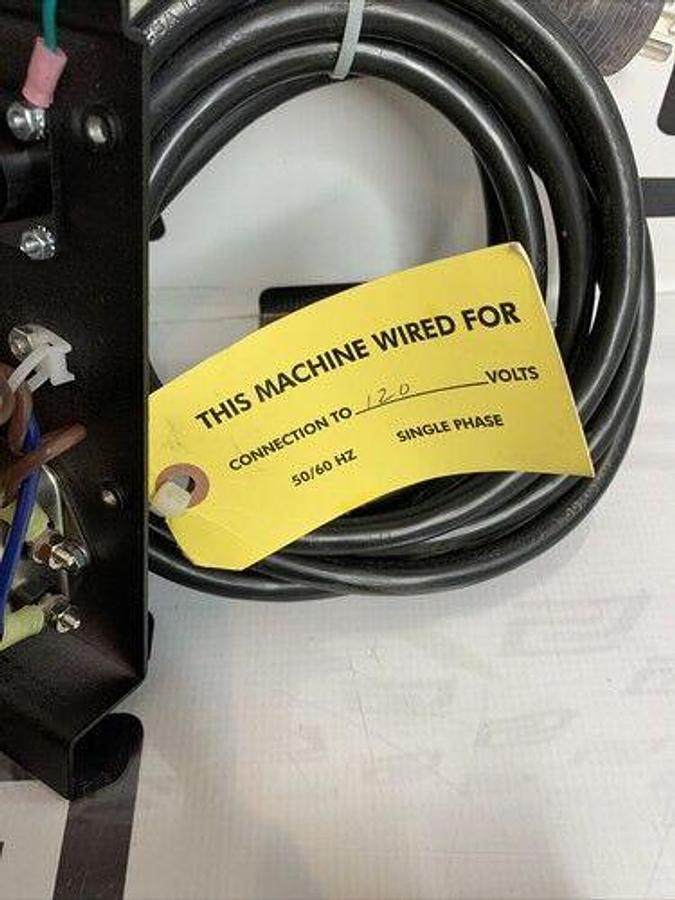 THIS MACHINE WIRED FOR
CONNECTION TO 120 VOLTS
50/60 HZ SINGLE PHASE